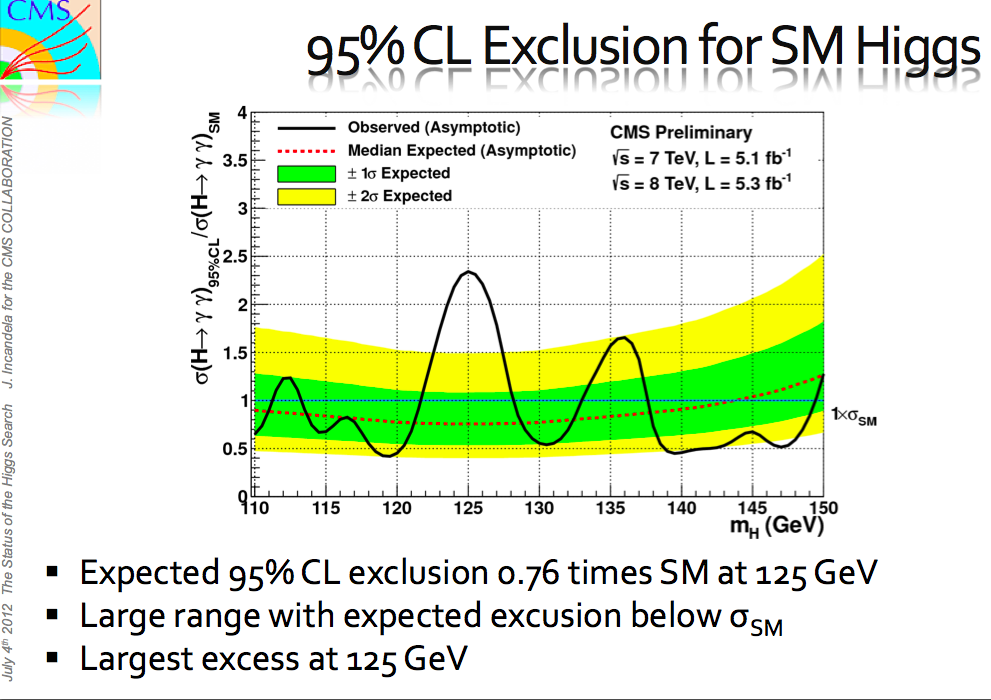 CMS
95% CL Exclusion for SM Higgs
July 4th 2012 The Status of the Higgs Search J. Incandela for the CMS COLLABORATION
σ(H→ γ γ)95%CL/σ(H→ γ γ)SM
4
3.5
3
2.5
2
1.5
1
0.5
0
Observed (Asymptotic)
Median Expected (Asymptotic)
± 1σ Expected
± 2σ Expected
CMS Preliminary
√s = 7 TeV, L = 5.1 fb-1
√s = 8 TeV, L = 5.3 fb-1
1×σSM
110 115 120 125 130 135 140 145 150
mH (GeV)
▪ Expected 95% CL exclusion 0.76 times SM at 125 GeV
▪ Large range with expected excusion below σSM
▪ Largest excess at 125 GeV